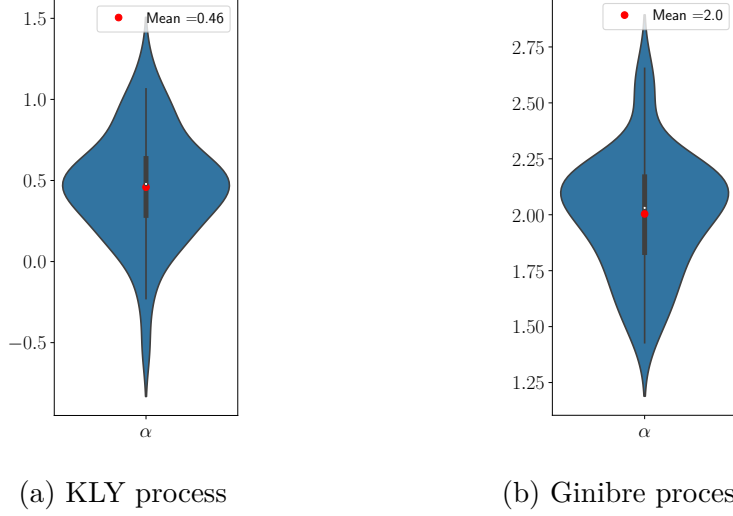 Mean =0.46
1.5
1.0
0.5
0.0
−0.5
α
(a) KLY process
Mean =2.0
2.75
2.50
2.25
2.00
1.75
1.50
1.25
α
(b) Ginibre proces